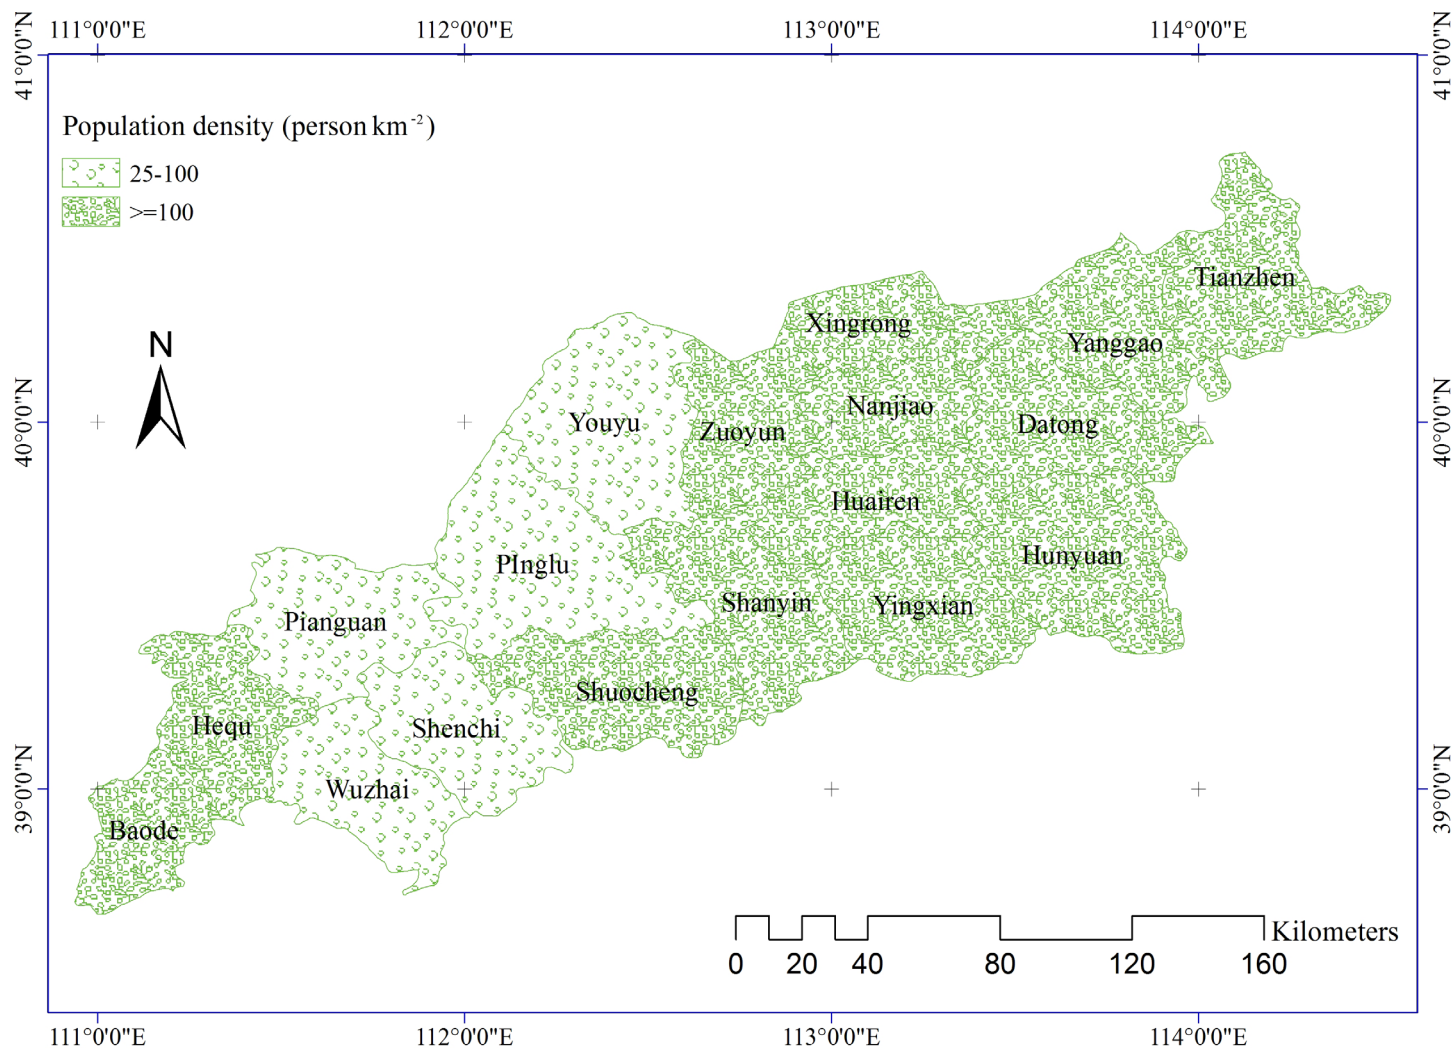 111°0'0"E 112°0'0"E 113°0'0"E 114°0'0"E
41°0'0"N 41°0'0"N
Population density (person km⁻²)
25-100
>=100
Tianzhen
Xingrong
Yanggao
N
Nanjiao
Youyu
Zuoyun
Datong
40°0'0"N 40°0'0"N
Huairen
Hunyuan
PInglu
Shanyin
Yingxian
Pianguan
Shuocheng
Hequ
Shenchi
39°0'0"N 39°0'0"N
Wuzhai
Baode
Kilometers
0 20 40 80 120 160
111°0'0"E 112°0'0"E 113°0'0"E 114°0'0"E